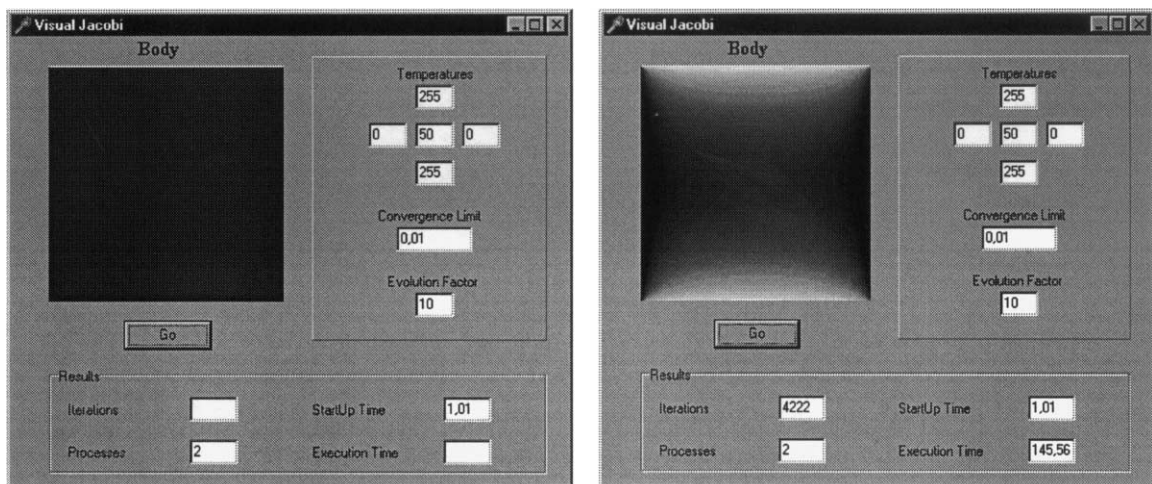 Visual Jacobi
Body
Temperatures
255
0 50 0
255
Convergence Limit
0,01
Evolution Factor
10
Go
Results
Iterations
StartUp Time 1,01
Processes 2
Execution Time
Visual Jacobi
Body
Temperatures
255
0 50 0
255
Convergence Limit
0,01
Evolution Factor
10
Go
Results
Iterations 4222
StartUp Time 1,01
Processes 2
Execution Time 145,56